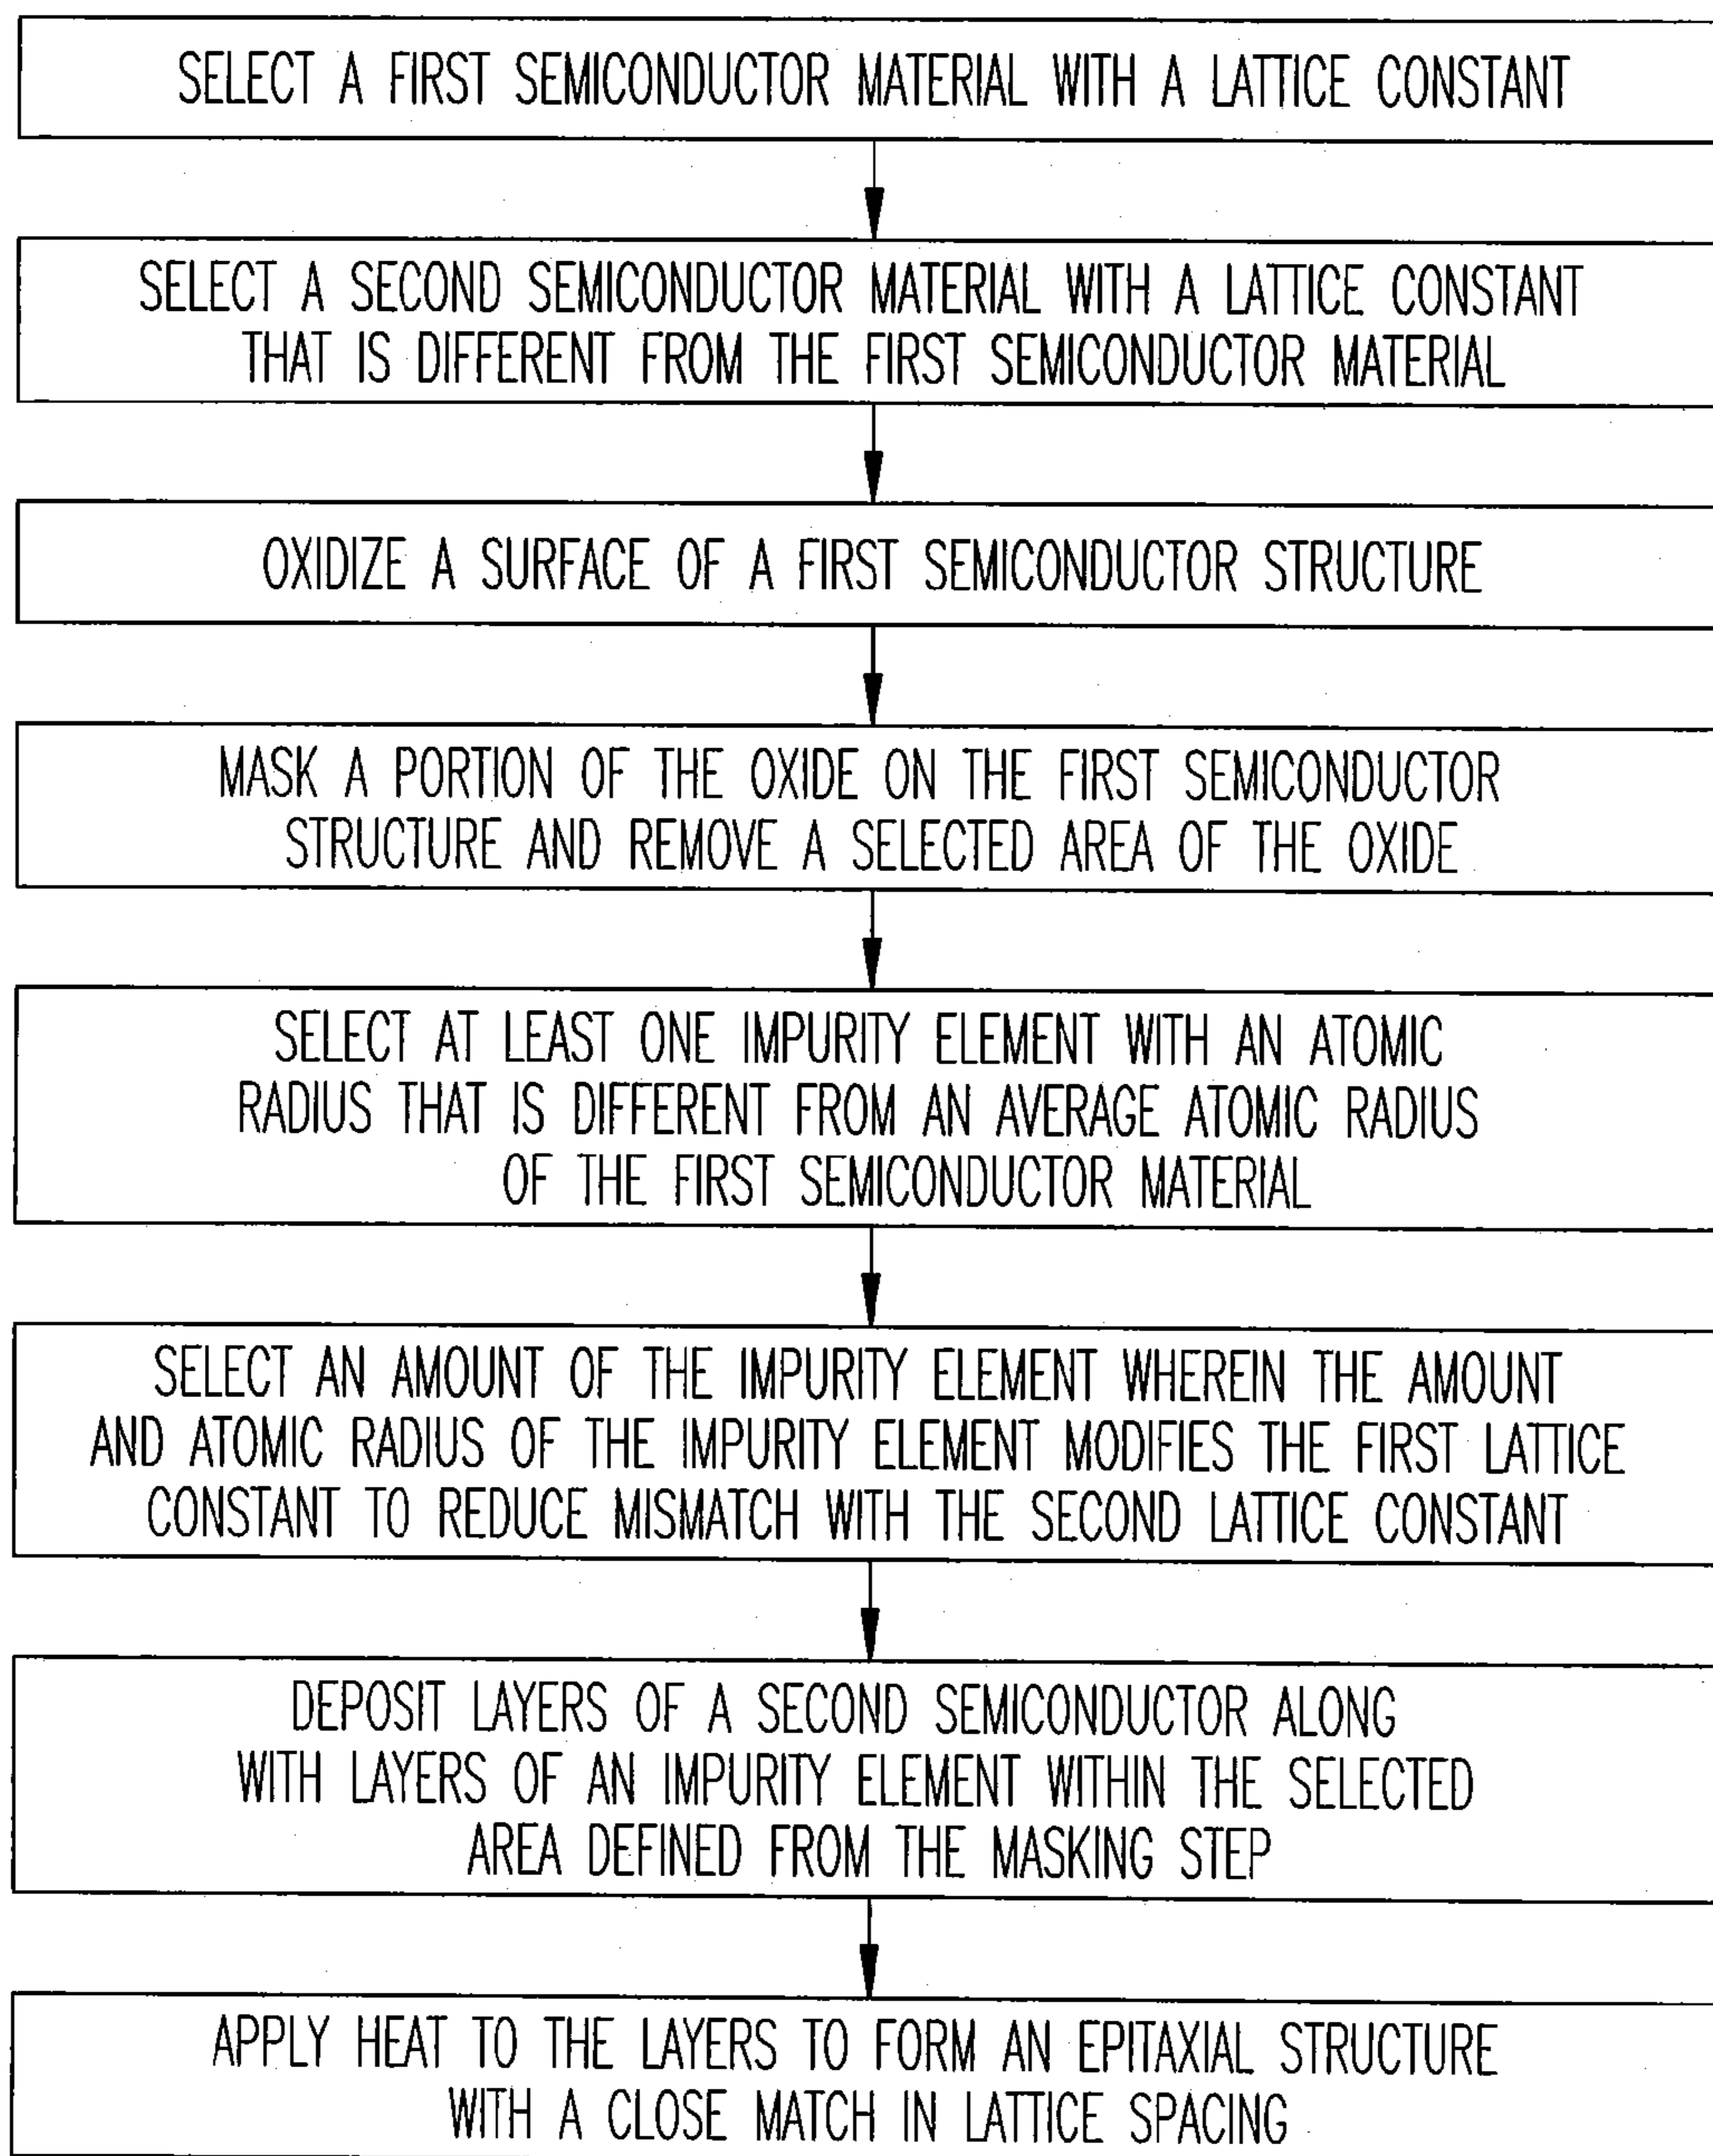 SELECT A FIRST SEMICONDUCTOR MATERIAL WITH A LATTICE CONSTANT
SELECT A SECOND SEMICONDUCTOR MATERIAL WITH A LATTICE CONSTANT
THAT IS DIFFERENT FROM THE FIRST SEMICONDUCTOR MATERIAL
OXIDIZE A SURFACE OF A FIRST SEMICONDUCTOR STRUCTURE
MASK A PORTION OF THE OXIDE ON THE FIRST SEMICONDUCTOR
STRUCTURE AND REMOVE A SELECTED AREA OF THE OXIDE
SELECT AT LEAST ONE IMPURITY ELEMENT WITH AN ATOMIC
RADIUS THAT IS DIFFERENT FROM AN AVERAGE ATOMIC RADIUS
OF THE FIRST SEMICONDUCTOR MATERIAL
SELECT AN AMOUNT OF THE IMPURITY ELEMENT WHEREIN THE AMOUNT
AND ATOMIC RADIUS OF THE IMPURITY ELEMENT MODIFIES THE FIRST LATTICE
CONSTANT TO REDUCE MISMATCH WITH THE SECOND LATTICE CONSTANT
DEPOSIT LAYERS OF A SECOND SEMICONDUCTOR ALONG
WITH LAYERS OF AN IMPURITY ELEMENT WITHIN THE SELECTED
AREA DEFINED FROM THE MASKING STEP
APPLY HEAT TO THE LAYERS TO FORM AN EPITAXIAL STRUCTURE
WITH A CLOSE MATCH IN LATTICE SPACING